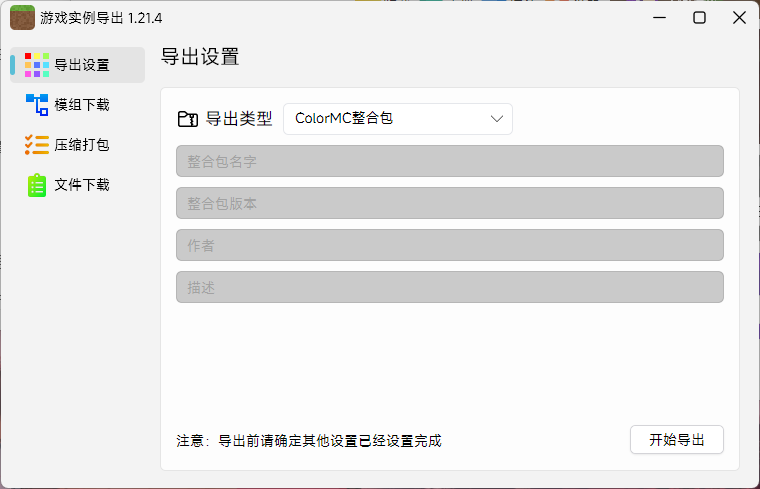 游戏实例导出 1.21.4
导出设置
模组下载
压缩打包
文件下载
导出设置
导出类型
ColorMC整合包
整合包名字
整合包版本
作者
描述
注意：导出前请确定其他设置已经设置完成
开始导出